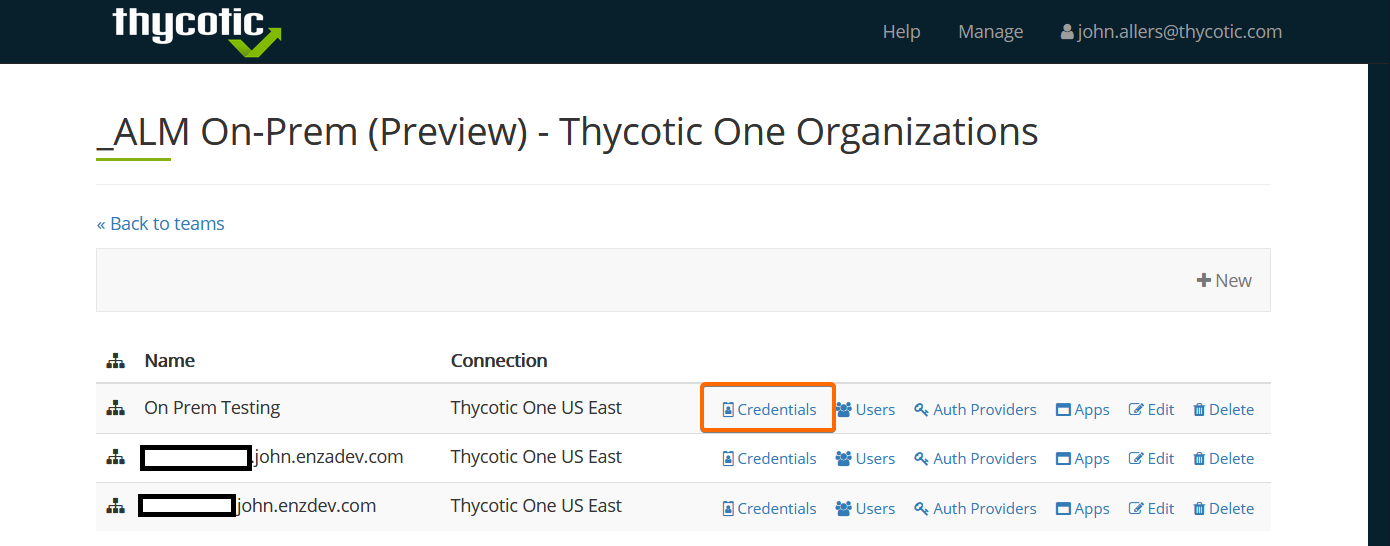 thycotic
Help Manage john.allers@thycotic.com
_ALM On-Prem (Preview) - Thycotic One Organizations
« Back to teams
New
Name Connection
On Prem Testing Thycotic One US East Credentials Users Auth Providers Apps Edit Delete
.john.enzadev.com Thycotic One US East Credentials Users Auth Providers Apps Edit Delete
john.enzdev.com Thycotic One US East Credentials Users Auth Providers Apps Edit Delete